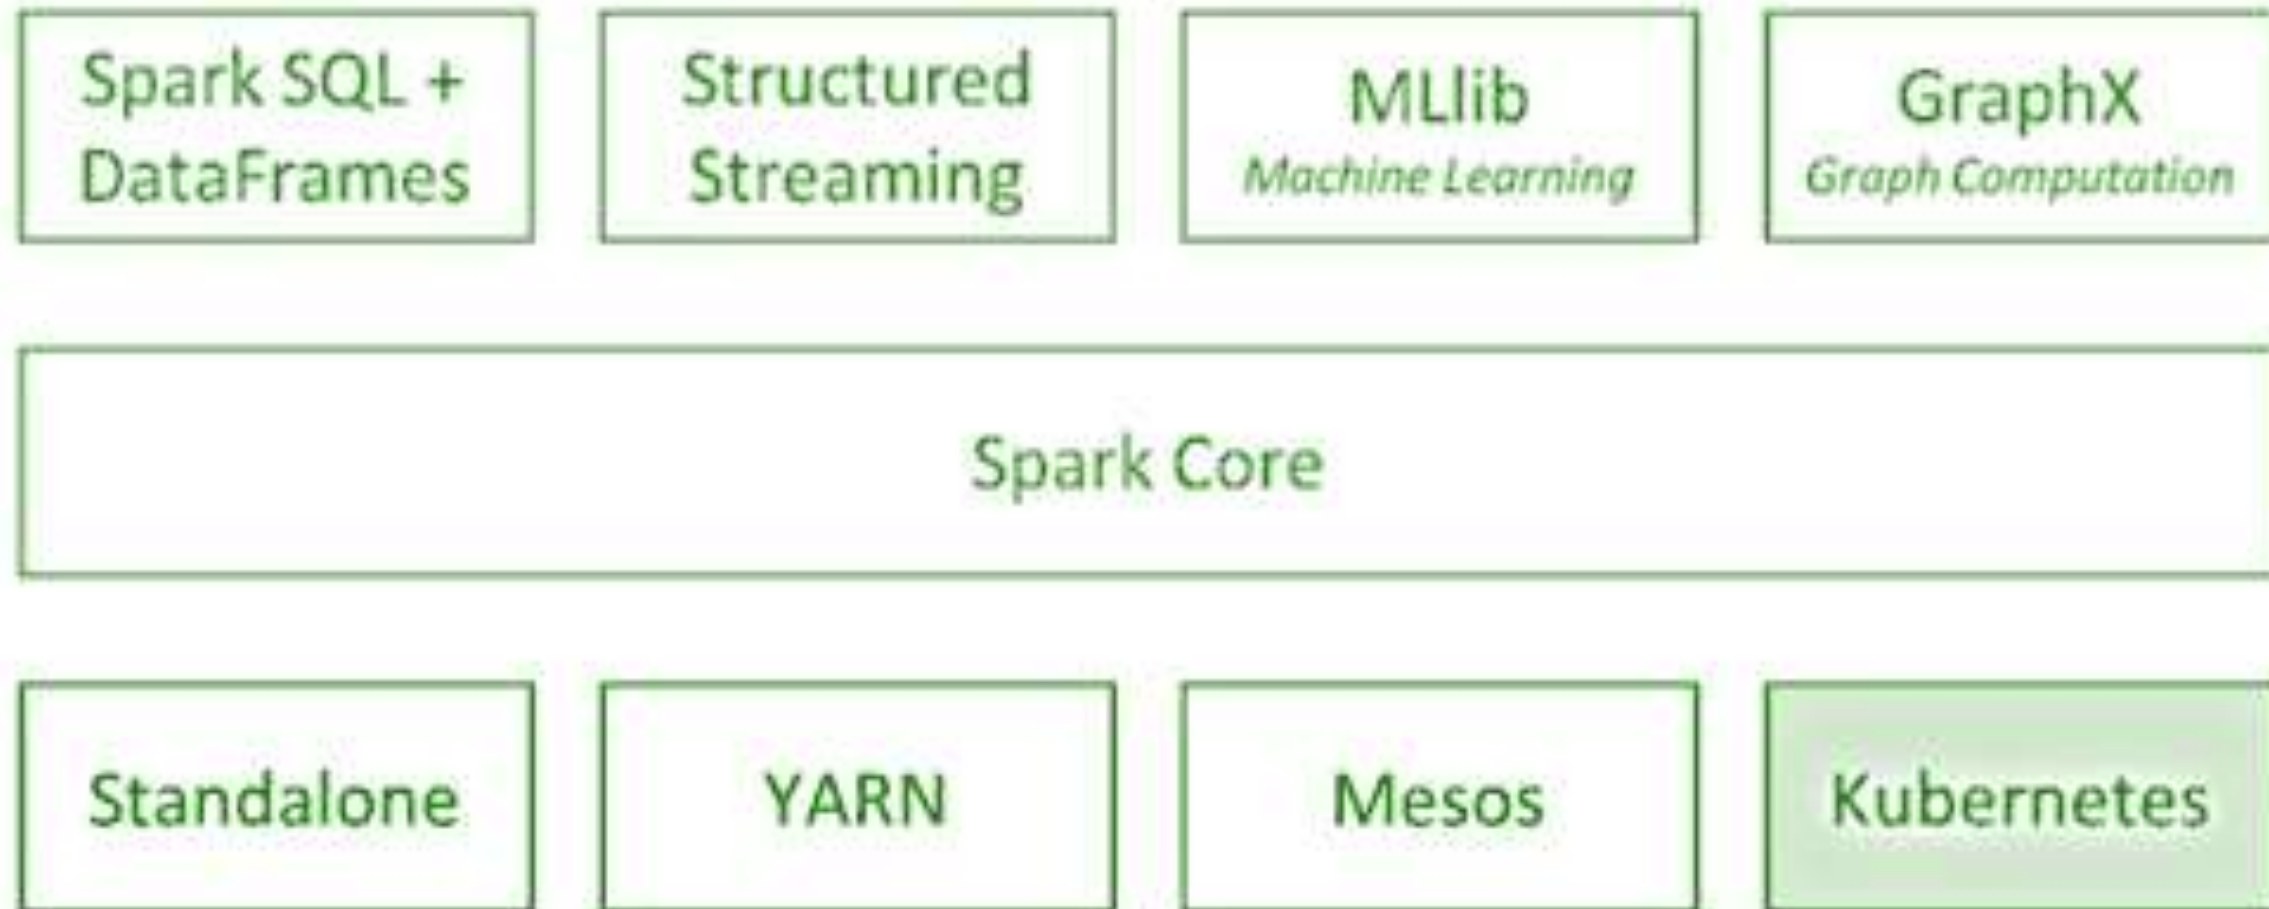 Spark SQL +
DataFrames
Structured
Streaming
MLlib
Machine Learning
GraphX
Graph Computation
Spark Core
Standalone
YARN
Mesos
Kubernetes